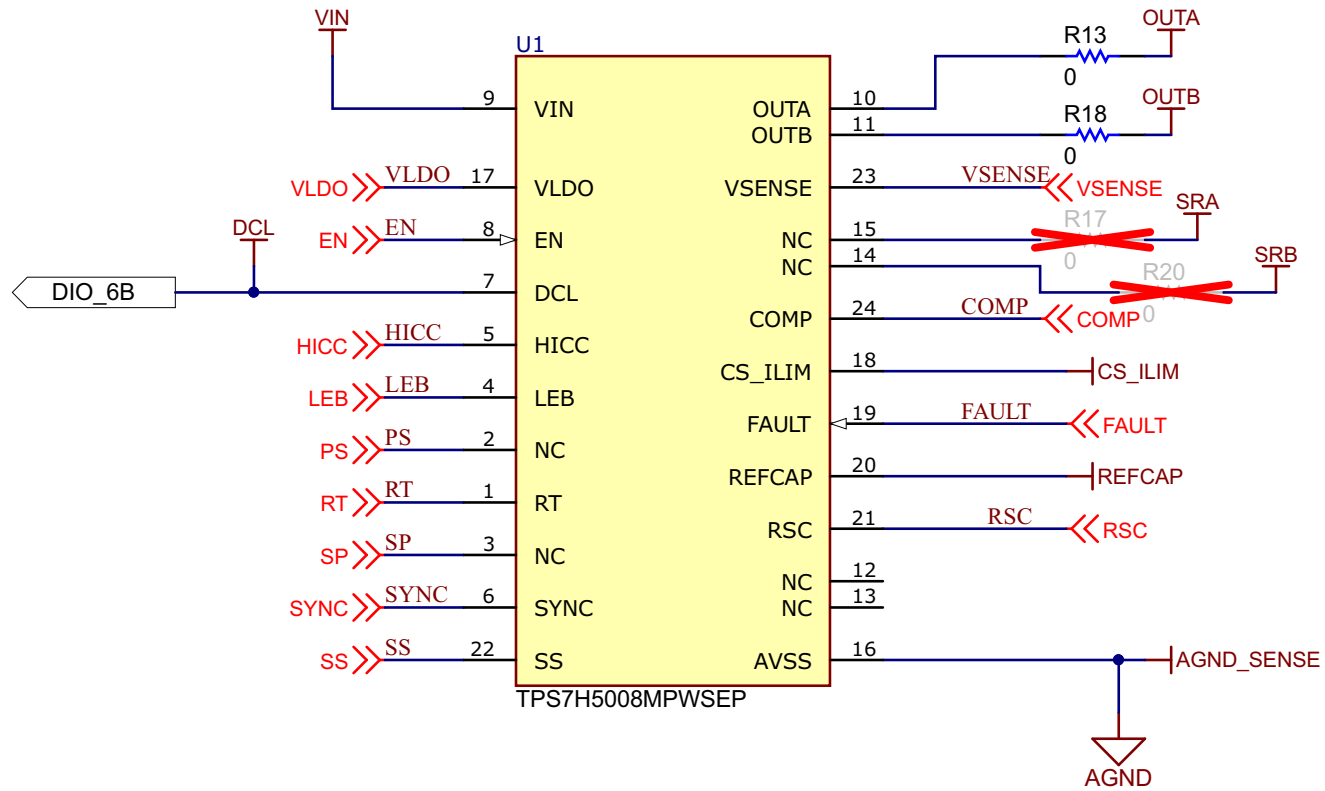 VIN
OUTA
U1
R13
0
9
VIN
OUTA
10
OUTB
11
OUTB
R18
0
VLDO
VLDO
17
VLDO
VSENSE
23
VSENSE
VSENSE
SRA
DCL
EN
EN
8
EN
NC
15
R17
0
NC
14
SRB
R20
0
DIO_6B
7
DCL
COMP
24
COMP
COMP
HICC
HICC
5
HICC
CS_ILIM
18
CS_ILIM
LEB
LEB
4
LEB
FAULT
19
FAULT
FAULT
PS
PS
2
NC
REFCAP
20
REFCAP
RT
RT
1
RT
RSC
21
RSC
RSC
SP
SP
3
NC
NC
12
NC
13
SYNC
SYNC
6
SYNC
SS
SS
22
SS
AVSS
16
AGND_SENSE
TPS7H5008MPWSEP
AGND